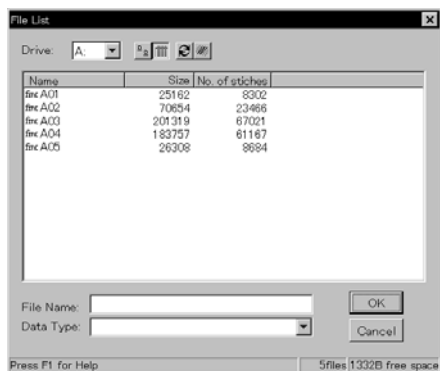 File List
Drive: A:
Name Size No. of stiches
A01 25162 8302
A02 70654 23466
A03 201319 67021
A04 183757 61167
A05 26308 8684
File Name: OK
Data Type: Cancel
Press F1 for Help 5files 1332B free space